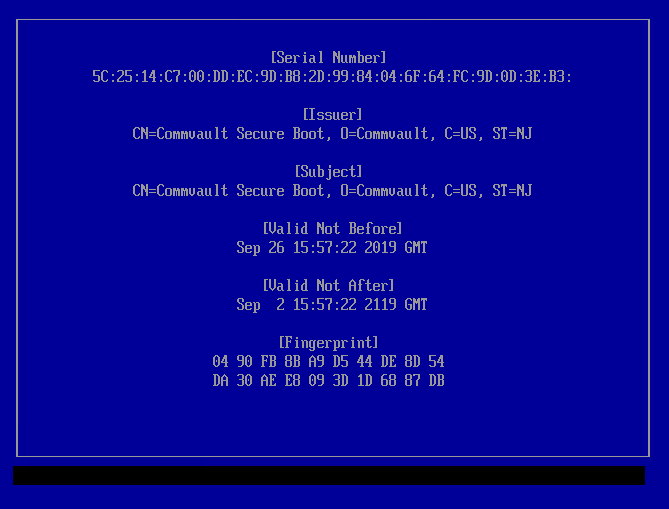 [Serial Number]
5C:25:14:C7:00:DD:EC:9D:B8:2D:99:84:04:6F:64:FC:9D:0D:3E:B3:
[Issuer]
CN=Commvault Secure Boot, O=Commvault, C=US, ST=NJ
[Subject]
CN=Commvault Secure Boot, O=Commvault, C=US, ST=NJ
[Valid Not Before]
Sep 26 15:57:22 2019 GMT
[Valid Not After]
Sep  2 15:57:22 2119 GMT
[Fingerprint]
04 90 FB 8B A9 D5 44 DE 8D 54
DA 30 AE E8 09 3D 1D 68 87 DB